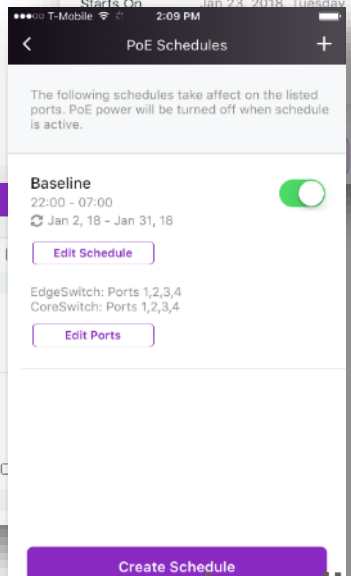 Starts On Jan 23, 2018, Tuesday
T-Mobile 2:09 PM
PoE Schedules
The following schedules take affect on the listed
ports. PoE power will be turned off when schedule
is active.
Baseline
22:00 - 07:00
Jan 2, 18 - Jan 31, 18
Edit Schedule
EdgeSwitch: Ports 1,2,3,4
CoreSwitch: Ports 1,2,3,4
Edit Ports
Create Schedule